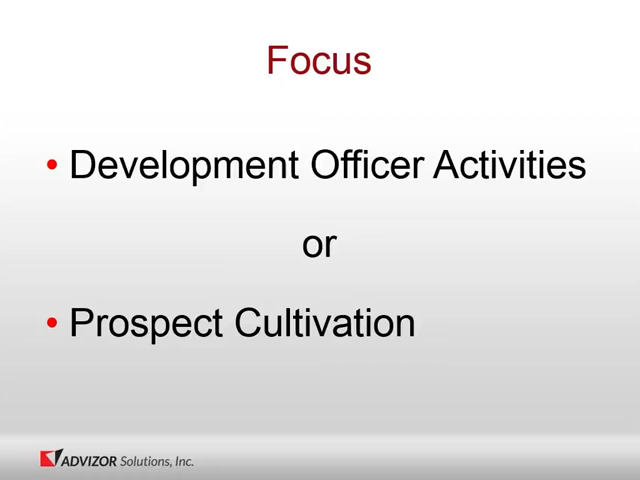 Focus
• Development Officer Activities
or
• Prospect Cultivation
ADVIZOR Solutions, Inc.